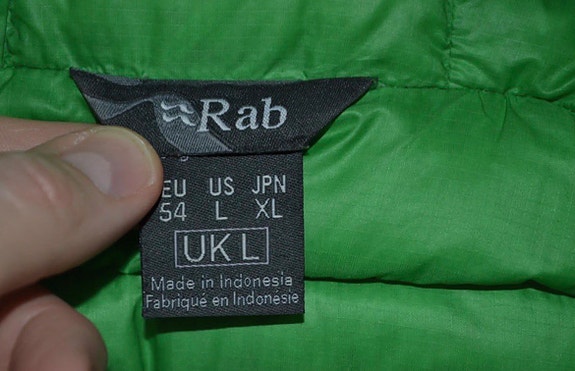 Rab
EU US JPN
54 L XL
UK L
Made in Indonesia
Fabriqué en Indonésie